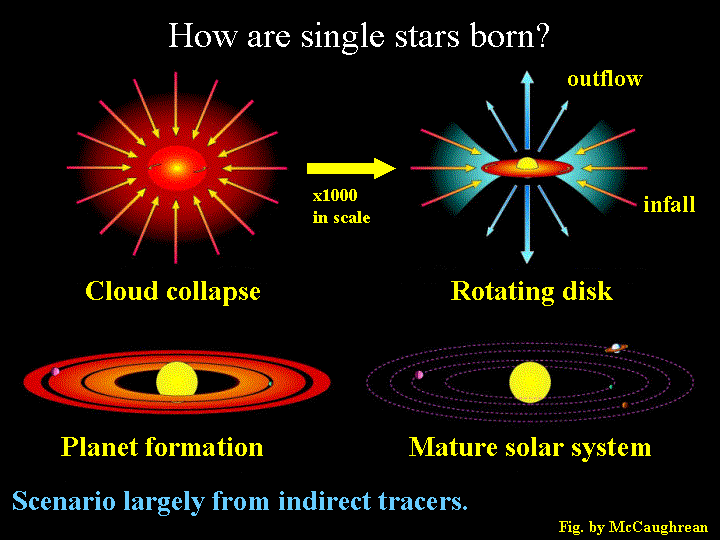 How are single stars born?
outflow
x1000
in scale
infall
Cloud collapse
Rotating disk
Planet formation
Mature solar system
Scenario largely from indirect tracers.
Fig. by McCaughrean